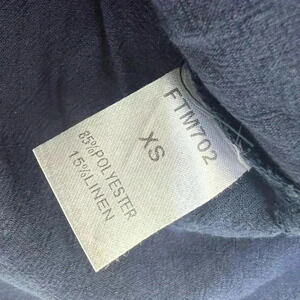 FTM702
XS
85%POLYESTER
15%LINEN